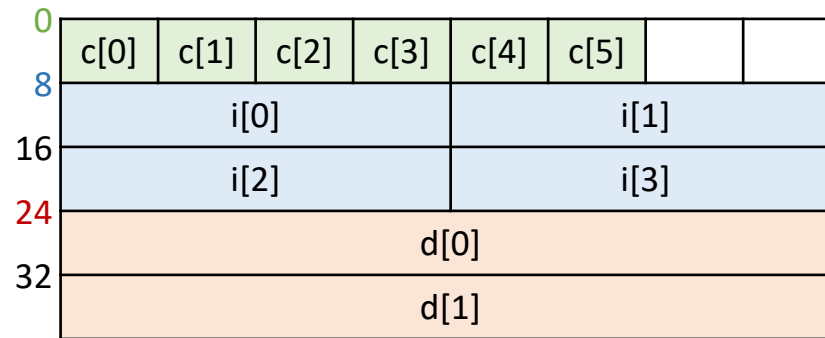 0
c[0] c[1] c[2] c[3] c[4] c[5]
8
i[0] i[1]
16
i[2] i[3]
24
d[0]
32
d[1]